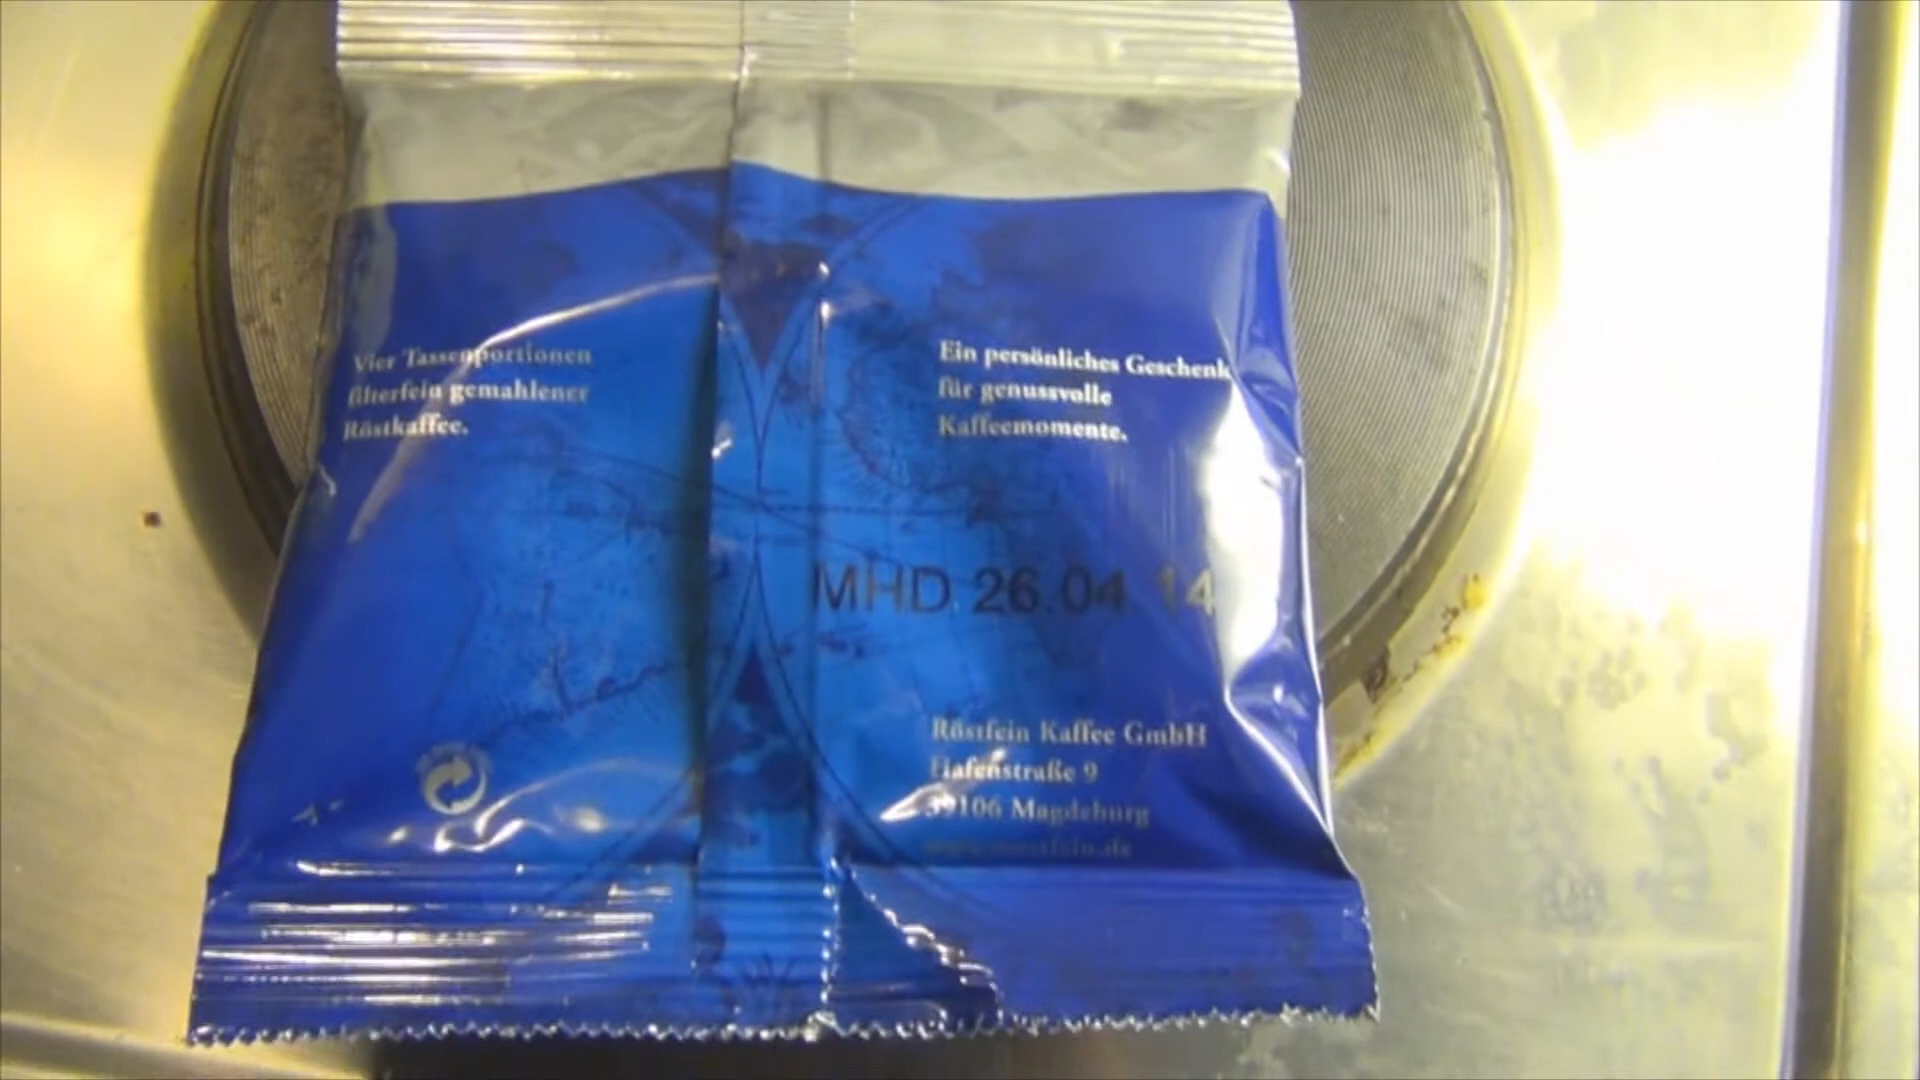 Vier Tassenportionen
filterfein gemahlener
Röstkaffee.
Ein persönliches Geschenk
für genussvolle
Kaffeemomente.
MHD 26.04 14
Röstfein Kaffee GmbH
Hafenstraße 9
39106 Magdeburg